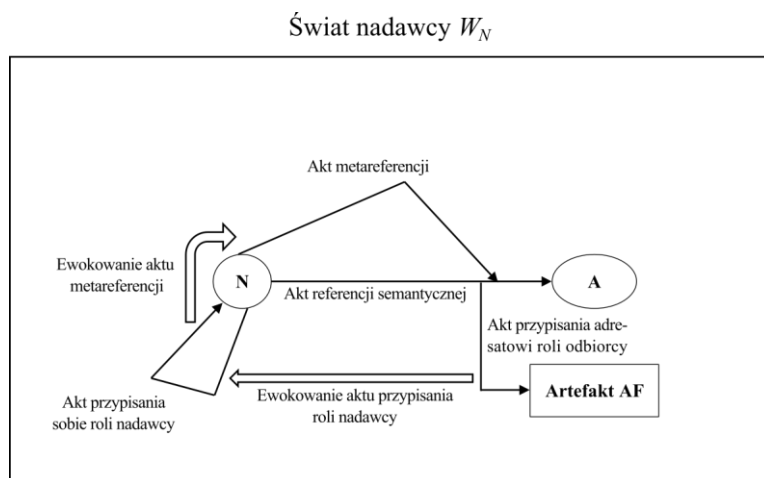 Świat nadawcy W_N
Akt metareferencji
Ewokowanie aktu
metareferencji
N
A
Akt referencji semantycznej
Akt przypisania adre-
satowi roli odbiorcy
Ewokowanie aktu przypisania
roli nadawcy
Artefakt AF
Akt przypisania
sobie roli nadawcy